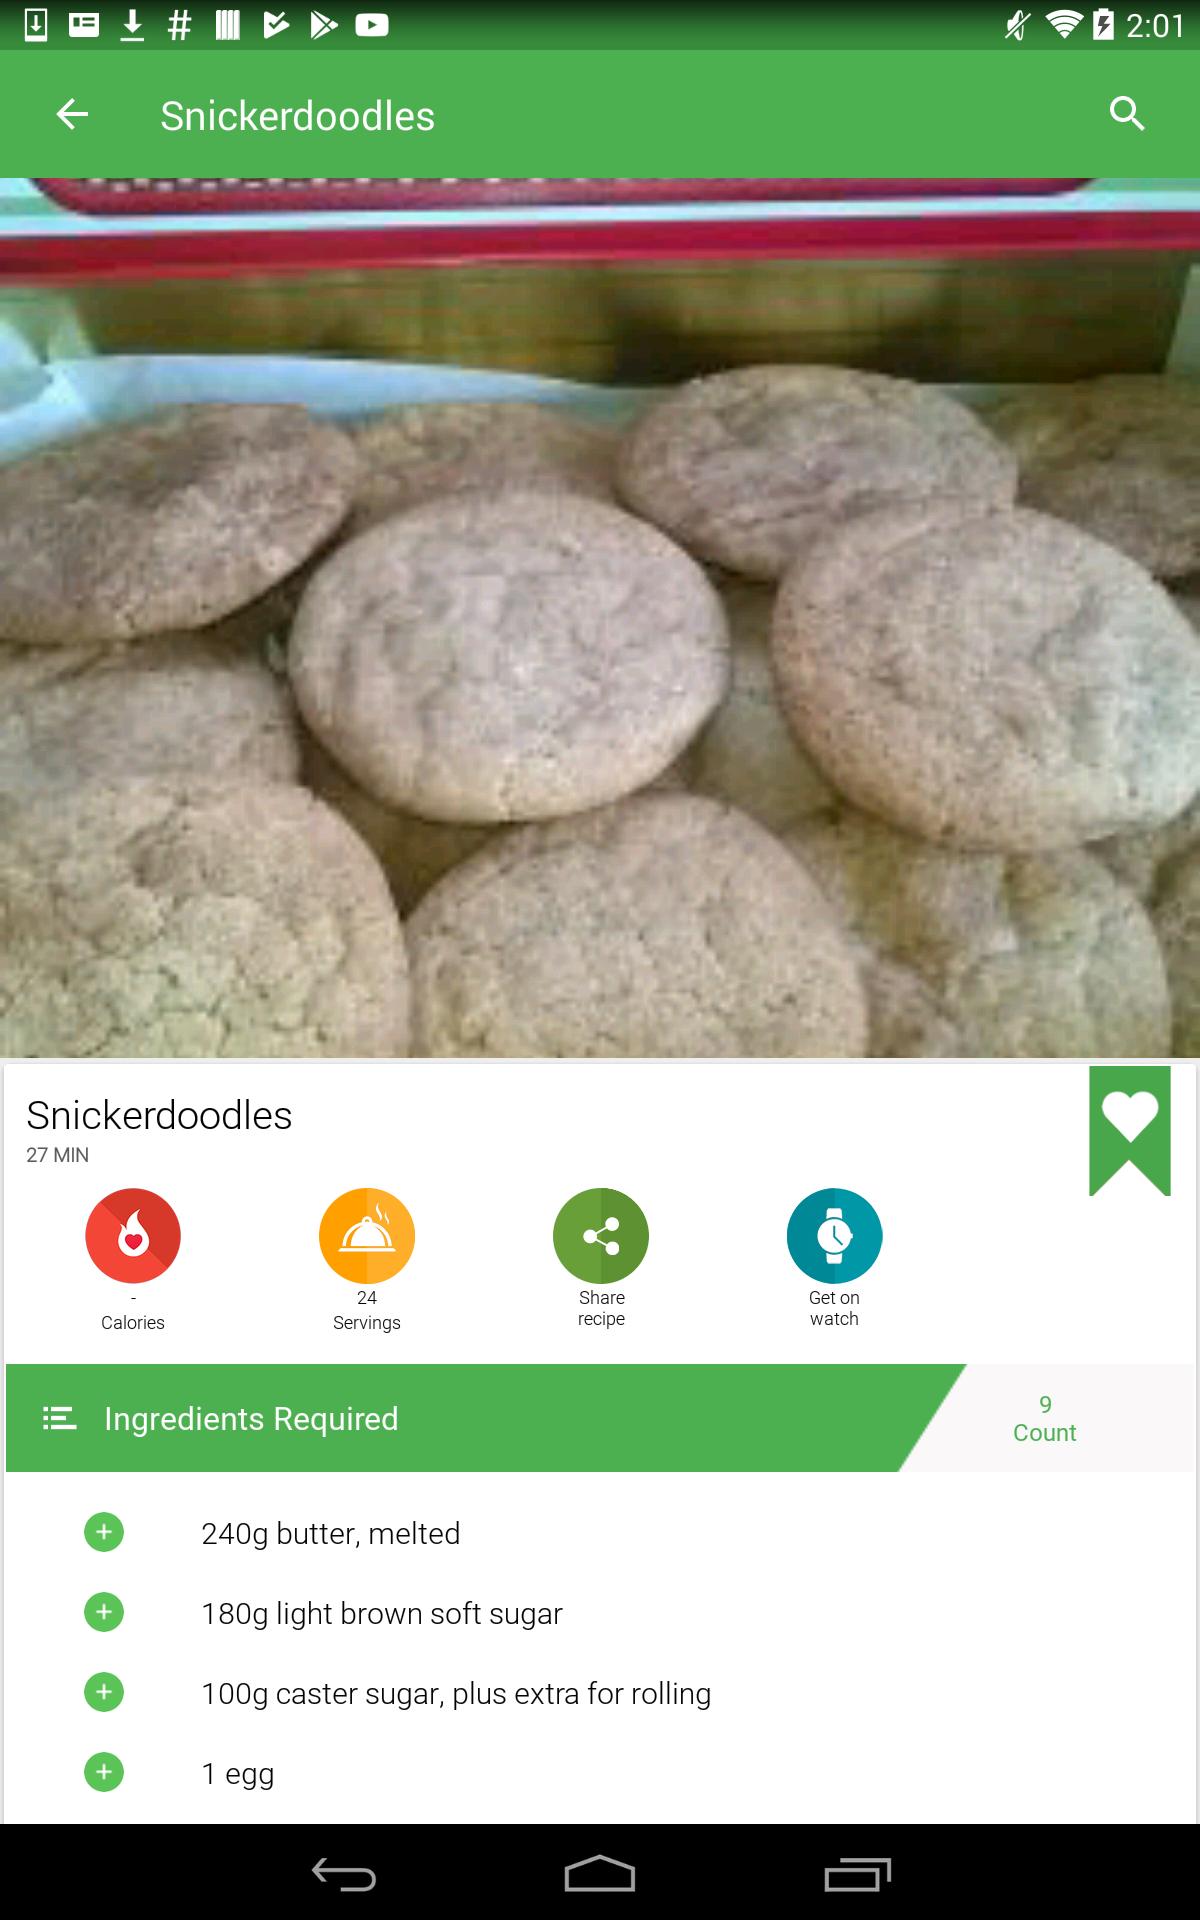 2:01
Snickerdoodles
Snickerdoodles
27 MIN
-
Calories
24
Servings
Share
recipe
Get on
watch
Ingredients Required
9
Count
240g butter, melted
180g light brown soft sugar
100g caster sugar, plus extra for rolling
1 egg